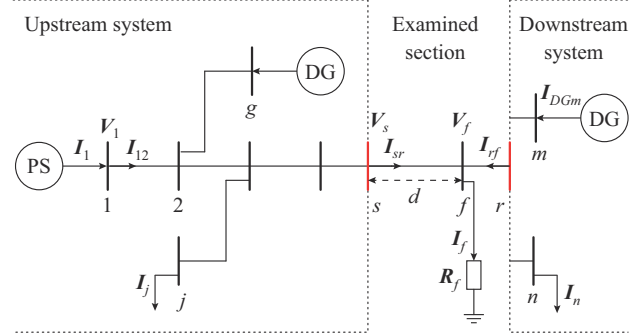 Upstream system
Examined section
Downstream system
DG
g
PS
I1
V1
I12
1
2
Vs
Isr
Vf
Irf
s
d
f
r
IDGm
DG
m
Ij
j
If
Rf
n
In